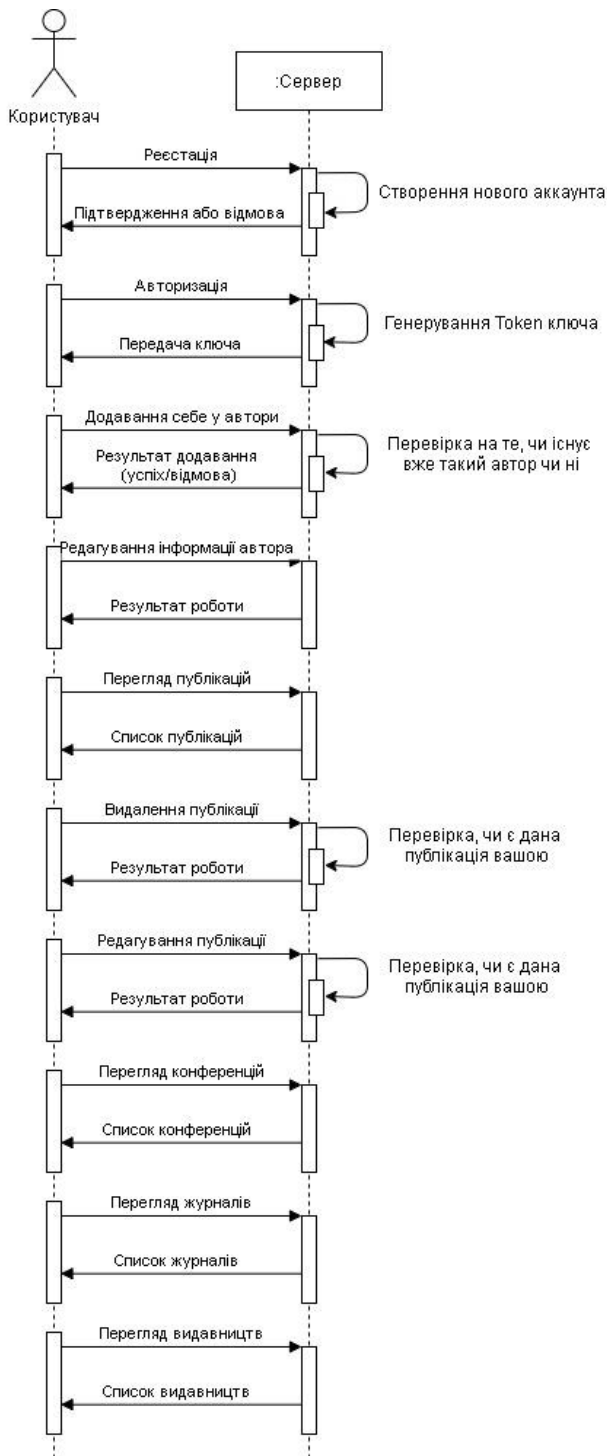 Користувач
:Сервер
Реєстація
Створення нового аккаунта
Підтвердження або відмова
Авторизація
Генерування Token ключа
Передача ключа
Додавання себе у автори
Перевірка на те, чи існує
вже такий автор чи ні
Результат додавання
(успіх/відмова)
Редагування інформації автора
Результат роботи
Перегляд публікацій
Список публікацій
Видалення публікації
Перевірка, чи є дана
публікація вашою
Результат роботи
Редагування публікації
Перевірка, чи є дана
публікація вашою
Результат роботи
Перегляд конференцій
Список конференцій
Перегляд журналів
Список журналів
Перегляд видавництв
Список видавництв